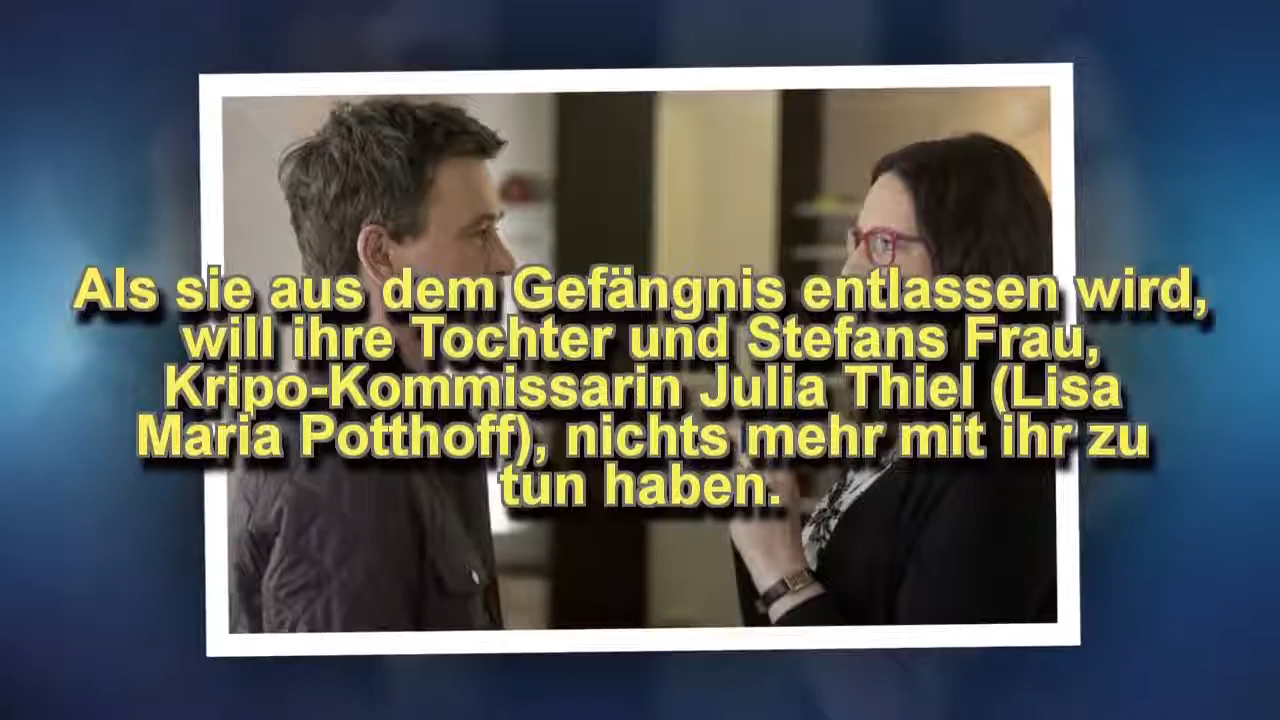 Als sie aus dem Gefängnis entlassen wird,
will ihre Tochter und Stefans Frau,
Kripo-Kommissarin Julia Thiel (Lisa
Maria Potthoff), nichts mehr mit ihr zu
tun haben.